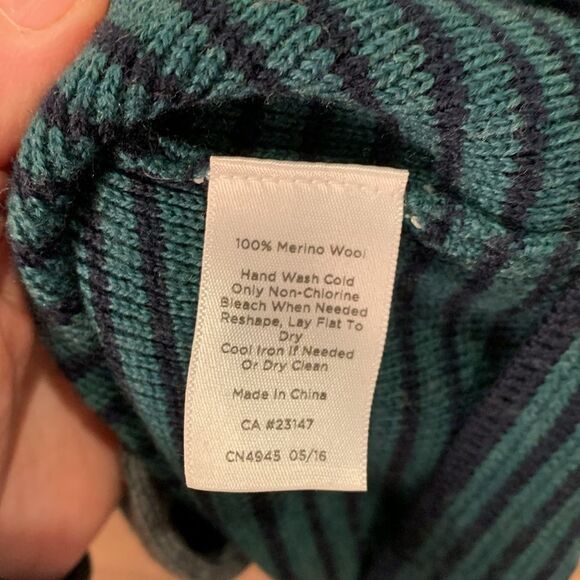 100% Merino Wool
Hand Wash Cold
Only Non-Chlorine
Bleach When Needed
Reshape, Lay Flat To
Dry
Cool Iron If Needed
Or Dry Clean
Made In China
CA #23147
CN4945 05/16